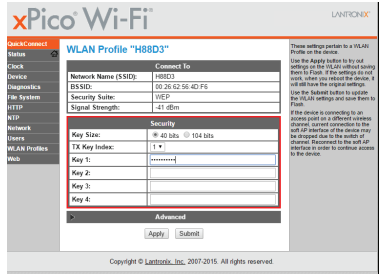 xPico® Wi-Fi®
LANTRONIX®
QuickConnect
Status
Clock
Device
Diagnostics
File System
HTTP
NTP
Network
Users
WLAN Profiles
Web
WLAN Profile "H88D3"
Connect To
Network Name (SSID): H88D3
BSSID: 00:26:62:56:4D:F6
Security Suite: WEP
Signal Strength: -41 dBm
Security
Key Size: 40 bits 104 bits
TX Key Index: 1
Key 1: ••••••••••
Key 2:
Key 3:
Key 4:
Advanced
Apply Submit
These settings pertain to a WLAN
Profile on the device.
Use the Apply button to try out
settings on the WLAN without saving
them to Flash. If the settings do not
work, when you reboot the device, it
will still have the original settings.
Use the Submit button to update
the WLAN settings and save them to
Flash.
If the device is connecting to an
access point on a different wireless
channel, current connection to the
soft AP interface of the device may
be dropped due to the switch of
channel. Reconnect to the soft AP
interface in order to continue access
to the device.
Copyright © Lantronix, Inc. 2007-2015. All rights reserved.